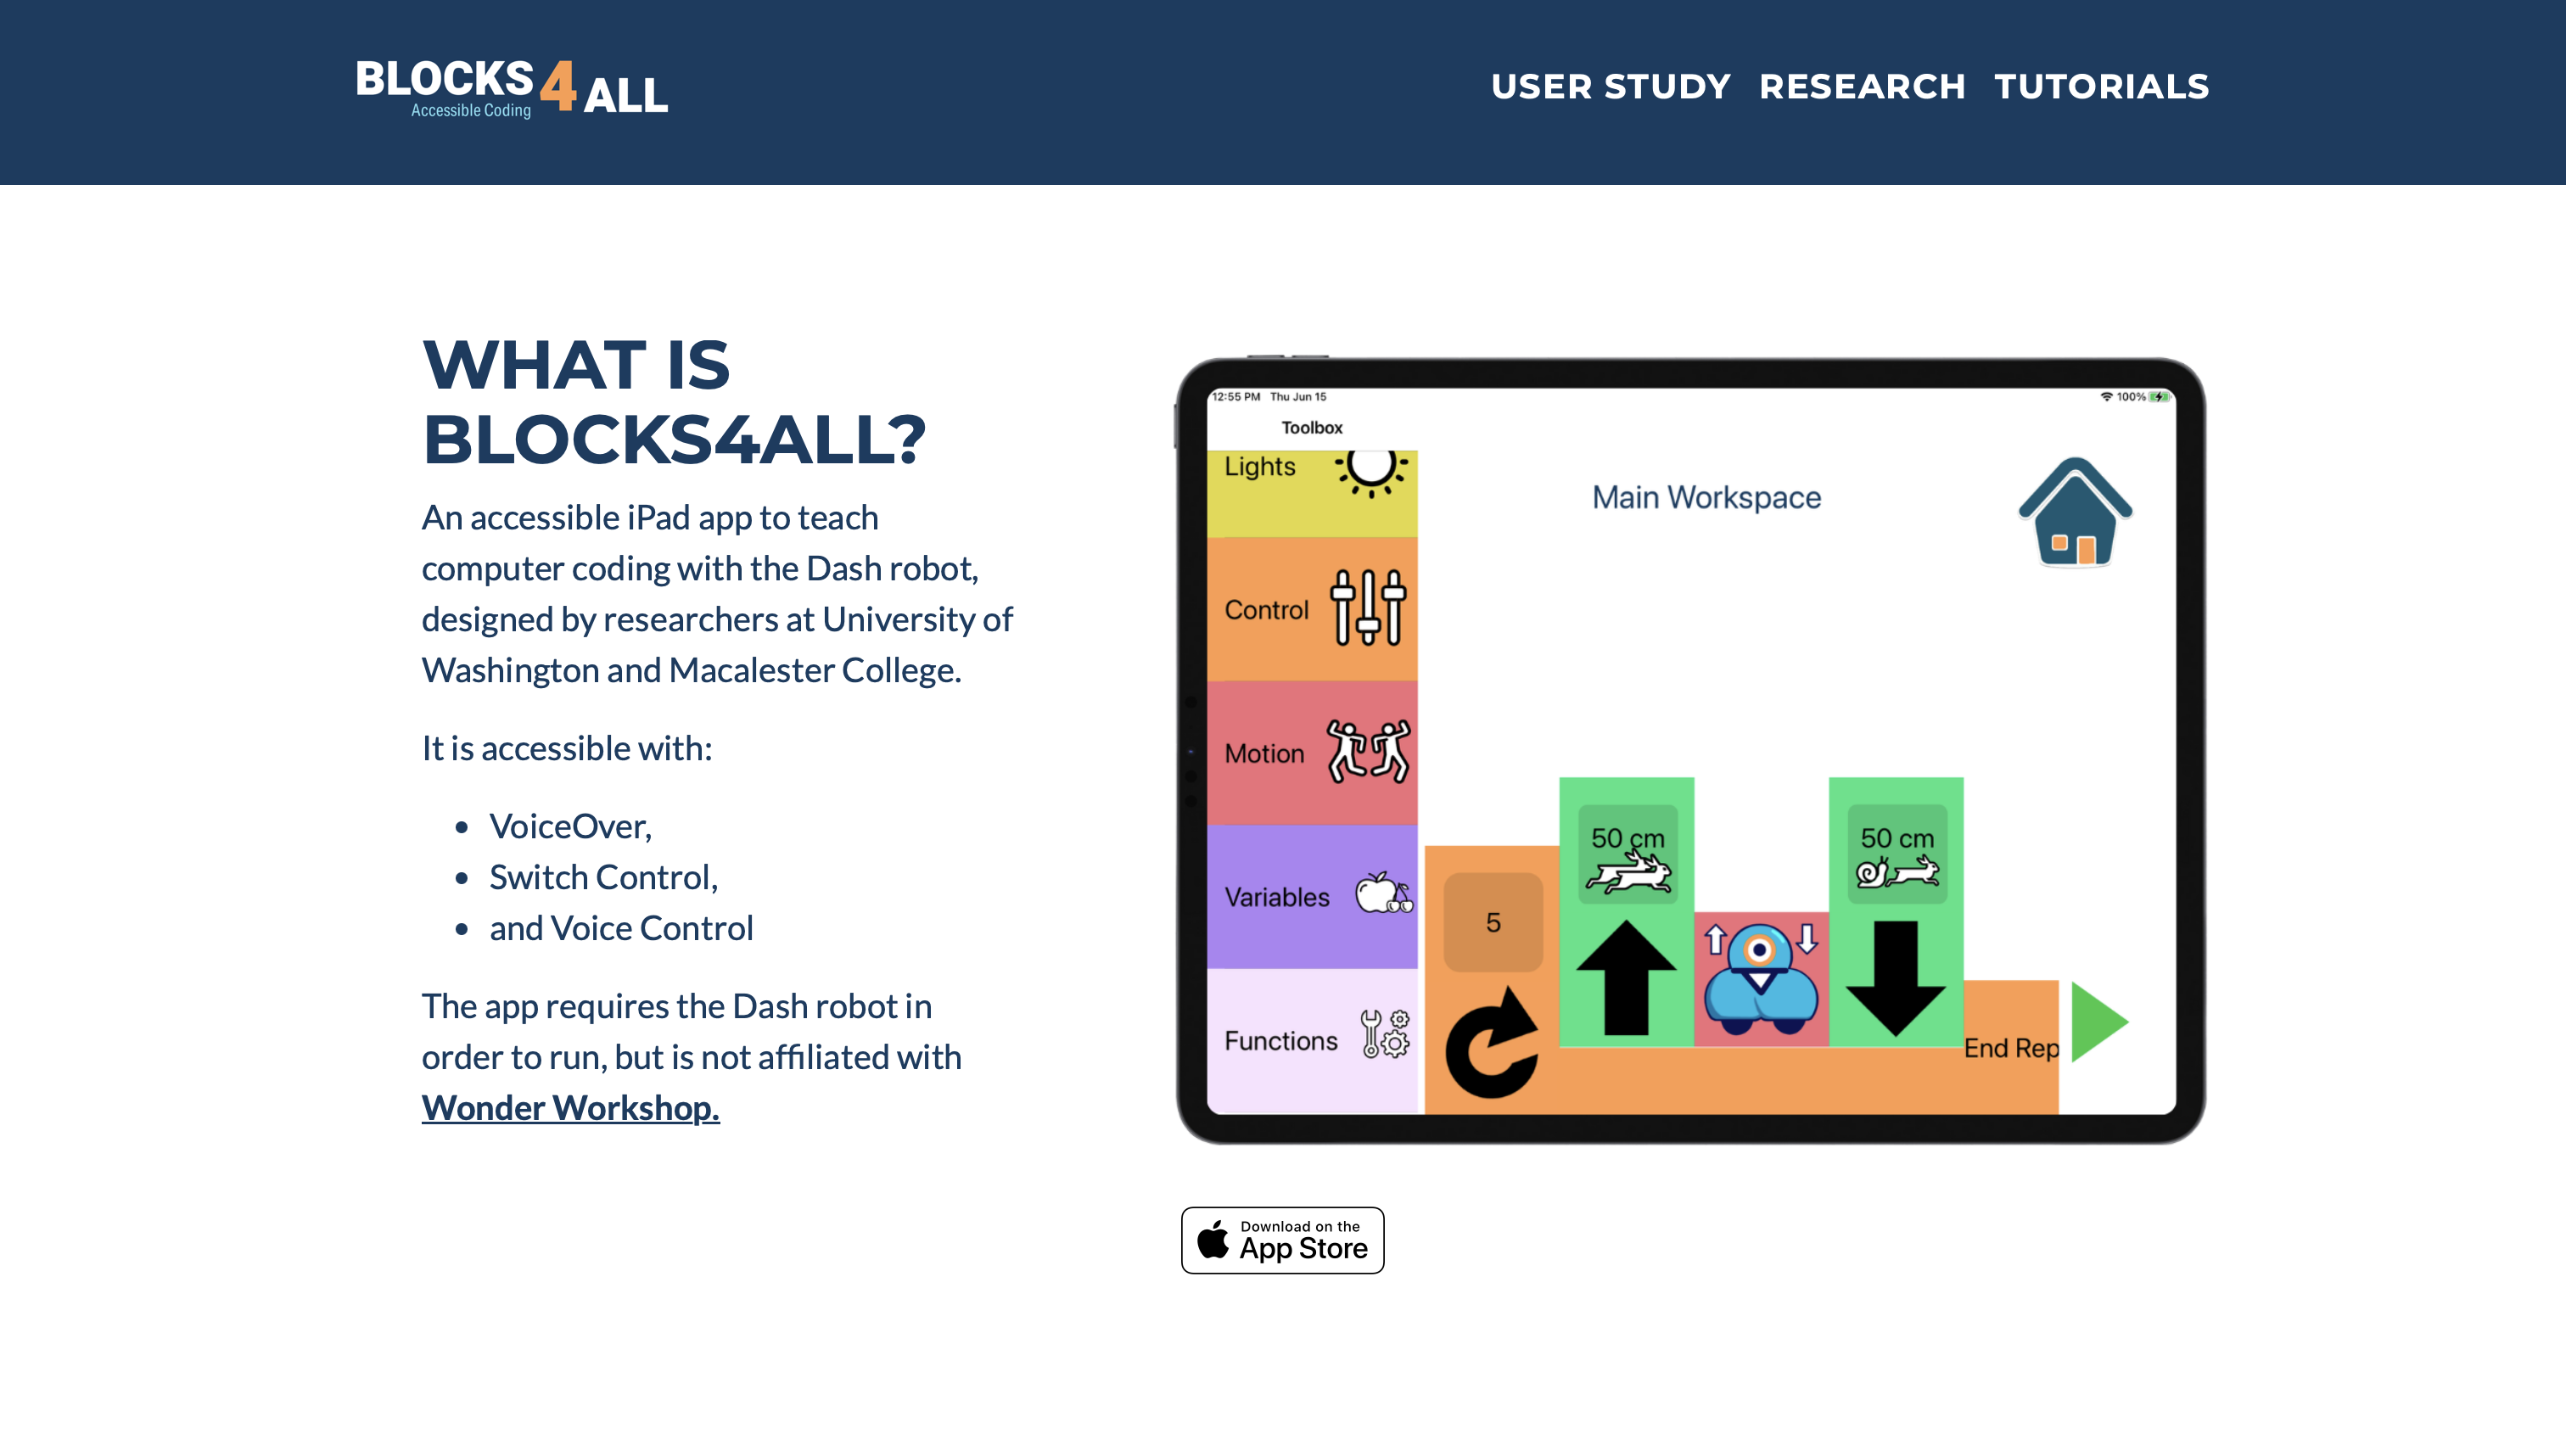 BLOCKS 4 ALL
Accessible Coding
USER STUDY RESEARCH TUTORIALS
WHAT IS
BLOCKS4ALL?
An accessible iPad app to teach
computer coding with the Dash robot,
designed by researchers at University of
Washington and Macalester College.
It is accessible with:
• VoiceOver,
• Switch Control,
• and Voice Control
The app requires the Dash robot in
order to run, but is not affiliated with
Wonder Workshop.
12:55 PM Thu Jun 15
100%
Toolbox
Lights
Control
Motion
Variables
Functions
Main Workspace
5
50 cm
50 cm
End Rep
Download on the
App Store